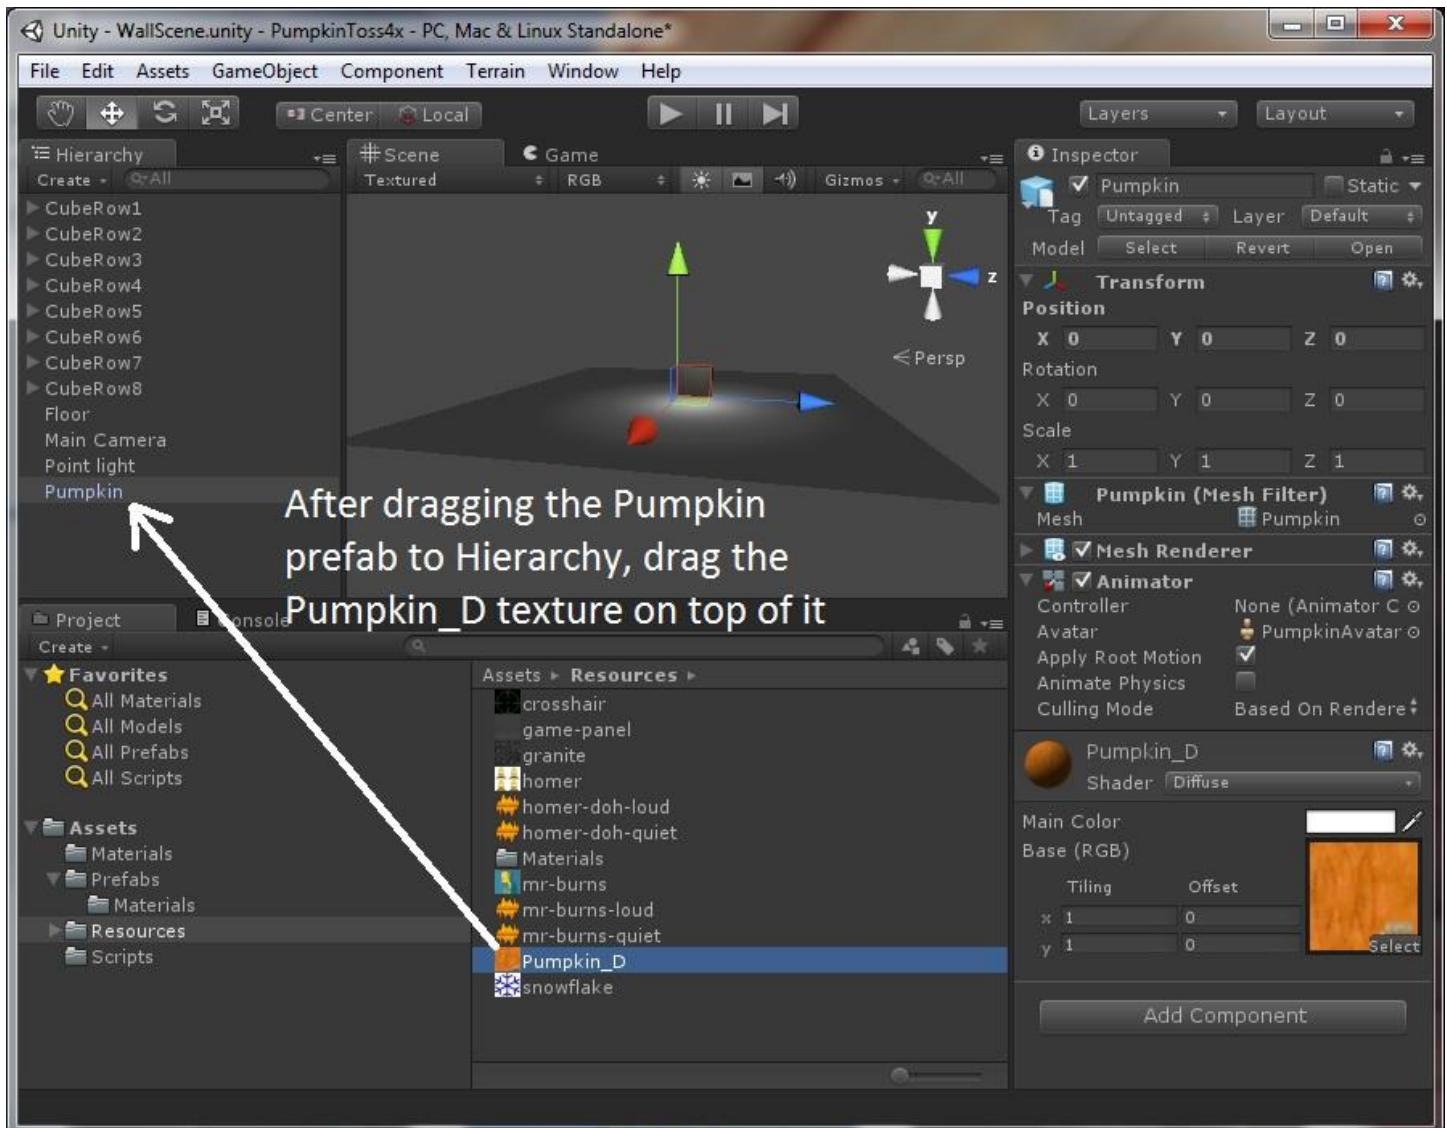 Unity - WallScene.unity - PumpkinToss4x - PC, Mac & Linux Standalone*
File Edit Assets GameObject Component Terrain Window Help
Center Local
Layers Layout
Hierarchy
Create All
CubeRow1
CubeRow2
CubeRow3
CubeRow4
CubeRow5
CubeRow6
CubeRow7
CubeRow8
Floor
Main Camera
Point light
Pumpkin
Scene Game
Textured RGB Gizmos All
y
z
Persp
After dragging the Pumpkin
prefab to Hierarchy, drag the
Pumpkin_D texture on top of it
Project Console
Create
Favorites
All Materials
All Models
All Prefabs
All Scripts
Assets
Materials
Prefabs
Materials
Resources
Scripts
Assets Resources
crosshair
game-panel
granite
homer
homer-doh-loud
homer-doh-quiet
Materials
mr-burns
mr-burns-loud
mr-burns-quiet
Pumpkin_D
snowflake
Inspector
Pumpkin Static
Tag Untagged Layer Default
Model Select Revert Open
Transform
Position
X 0 Y 0 Z 0
Rotation
X 0 Y 0 Z 0
Scale
X 1 Y 1 Z 1
Pumpkin (Mesh Filter)
Mesh Pumpkin
Mesh Renderer
Animator
Controller None (Animator C
Avatar PumpkinAvatar
Apply Root Motion
Animate Physics
Culling Mode Based On Rendere
Pumpkin_D
Shader Diffuse
Main Color
Base (RGB)
Tiling Offset
x 1 0
y 1 0
Select
Add Component